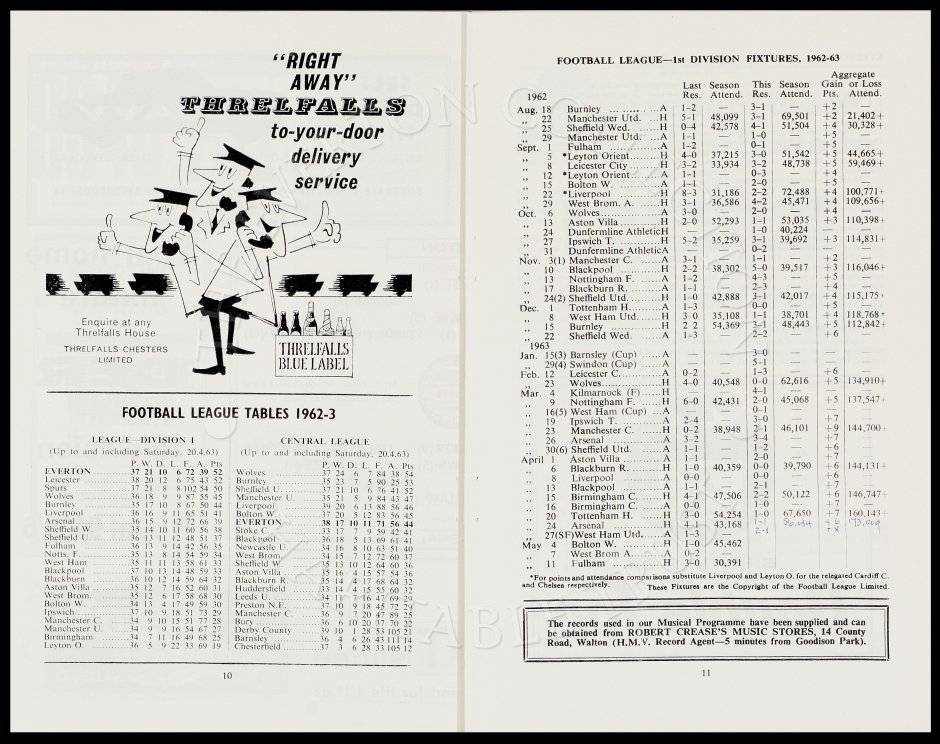 "RIGHT
AWAY"
THRELFALLS
to-your-door
delivery
service
Enquire at any
Threlfalls House
THRELFALLS CHESTERS
LIMITED
THRELFALLS
BLUE LABEL
FOOTBALL LEAGUE TABLES 1962-3
LEAGUE—DIVISION I
(Up to and including Saturday, 20.4.63)
P. W. D. L. F. A. Pts
EVERTON 37 21 10 6 72 39 52
Leicester 38 20 12 6 75 43 52
Spurs 37 21 8 8 102 54 50
Wolves 36 18 9 9 87 55 45
Burnley 35 17 10 8 67 50 44
Liverpool 36 16 9 11 65 51 41
Arsenal 36 15 9 12 72 66 39
Sheffield W. 35 14 10 11 60 56 38
Sheffield U. 36 13 11 12 48 51 37
Fulham 36 13 9 14 42 56 35
Notts. F. 35 13 8 14 54 59 34
West Ham 35 11 11 13 58 61 33
Blackpool 37 10 13 14 48 59 33
Blackburn 36 10 12 14 59 64 32
Aston Villa 35 12 7 16 52 60 31
West Brom. 35 12 6 17 58 68 30
Bolton W. 34 13 4 17 49 59 30
Ipswich 37 10 9 18 51 73 29
Manchester C. 34 9 10 15 51 77 28
Manchester U. 34 9 9 16 54 67 27
Birmingham 34 7 11 16 49 68 25
Leyton O. 36 5 9 22 33 69 19
CENTRAL LEAGUE
(Up to and including Saturday, 20.4.63)
P. W. D. L. F. A. Pts
Wolves 37 24 6 7 84 38 54
Burnley 35 23 7 5 90 25 53
Sheffield U. 37 21 10 6 76 41 52
Manchester U. 35 21 5 9 84 43 47
Liverpool 39 20 6 13 88 56 46
Bolton W. 37 20 5 12 83 56 45
EVERTON 38 17 10 11 71 56 44
Stoke C. 33 17 7 9 59 42 41
Blackpool 36 18 5 13 69 61 41
Newcastle U. 34 16 8 10 63 51 40
West Brom. 34 15 7 12 72 60 37
Sheffield W. 35 13 10 12 64 60 36
Aston Villa 35 16 4 15 57 54 36
Blackburn R. 35 14 4 17 68 64 32
Huddersfield 33 14 4 15 55 60 32
Leeds U. 34 11 7 16 44 69 29
Preston N.E. 37 10 9 18 45 72 29
Manchester C. 36 9 7 20 47 89 25
Bury 36 6 10 20 37 70 22
Derby County 39 10 1 28 53 105 21
Barnsley 36 4 6 26 43 111 14
Chesterfield 37 3 6 28 33 105 12
10
FOOTBALL LEAGUE—1st DIVISION FIXTURES, 1962-63
Aggregate
Last Season This Season Gain or Loss
Res. Attend. Res. Attend. Pts. Attend.
1962
Aug. 18 Burnley A 1-2 — 3-1 — +2 —
„ 22 Manchester Utd. H 5-1 48,099 3-1 69,501 +2 21,402+
„ 25 Sheffield Wed. H 0-4 42,578 4-1 51,504 +4 30,328+
„ 29 Manchester Utd. A 1-1 — 1-0 — +5 —
Sept. 1 Fulham A 1-2 — 0-1 — +5 —
„ 5 *Leyton Orient H 4-0 37,215 3-0 51,542 +5 44,665+
„ 8 Leicester City H 3-2 33,934 3-2 48,738 +5 59,469+
„ 12 *Leyton Orient A 1-1 — 0-3 — +4 —
„ 15 Bolton W. A 1-1 — 2-0 — +5 —
„ 22 *Liverpool H 8-3 31,186 2-2 72,488 +4 100,771+
„ 29 West Brom. A. H 3-1 36,586 4-2 45,471 +4 109,656+
Oct. 6 Wolves A 3-0 — 2-0 — +4 —
„ 13 Aston Villa H 2-0 52,293 1-1 53,035 +3 110,398+
„ 24 Dunfermline Athletic H 1-0 40,224 —
„ 27 Ipswich T. H 5-2 35,259 3-1 39,692 +3 114,831+
„ 31 Dunfermline Athletic A 0-2 —
Nov. 3(1) Manchester C. A 3-1 — 1-1 — +2 —
„ 10 Blackpool H 2-2 38,302 5-0 39,517 +3 116,046+
„ 13 Nottingham F. A 1-2 — 4-3 — +5 —
„ 17 Blackburn R. A 1-1 — 2-3 — +4 —
„ 24(2) Sheffield Utd. H 1-0 42,888 3-1 42,017 +4 115,175+
Dec. 1 Tottenham H. A 1-3 — 0-0 — +5 —
„ 8 West Ham Utd H 3-0 35,108 1-1 38,701 +4 118,768+
„ 15 Burnley H 2-2 54,369 3-1 48,443 +5 112,842+
„ 22 Sheffield Wed. A 1-3 — 2-2 — +6 —
1963
Jan. 15(3) Barnsley (Cup) A — — 3-0 —
„ 29(4) Swindon (Cup) A — — 5-1 —
Feb. 12 Leicester C. A 0-2 — 1-3 — +6 —
„ 23 Wolves H 4-0 40,548 0-0 62,616 +5 134,910+
Mar. 4 Kilmarnock (F) H 4-1 —
„ 9 Nottingham F. H 6-0 42,431 2-0 45,068 +5 137,547+
„ 16(5) West Ham (Cup) A — — 0-1 —
„ 19 Ipswich T. A 2-4 — 3-0 — +7 —
„ 23 Manchester C. H 0-2 38,948 2-1 46,101 +9 144,700+
„ 26 Arsenal A 3-2 — 3-4 — +7 —
„ 30(6) Sheffield Utd. A 1-1 — 1-2 — +6 —
April 1 Aston Villa A 1-1 — 2-0 — +7 —
„ 6 Blackburn R. H 1-0 40,359 0-0 39,790 +6 144,131+
„ 8 Liverpool A 0-0 — 0-0 — +6 —
„ 13 Blackpool A 1-1 — 2-1 — +7 —
„ 15 Birmingham C. H 4-1 47,506 2-2 50,122 +6 146,747+
„ 16 Birmingham C. A 0-0 — 1-0 — +7 —
„ 20 Tottenham H. H 3-0 54,254 1-0 67,650 +7 160,143+
„ 24 Arsenal H 4-1 43,168 1-1 56,034 +6 173,009
„ 27(SF) West Ham Utd. A 1-3 — 2-1 +8
May 4 Bolton W. H 1-0 45,462
„ 7 West Brom A. A 0-2 —
„ 11 Fulham H 3-0 30,391
*For points and attendance comparisons substitute Liverpool and Leyton O. for the relegated Cardiff C.
and Chelsea respectively. These Fixtures are the Copyright of the Football League Limited.
The records used in our Musical Programme have been supplied and can
be obtained from ROBERT CREASE'S MUSIC STORES, 14 County
Road, Walton (H.M.V. Record Agent—5 minutes from Goodison Park).
11